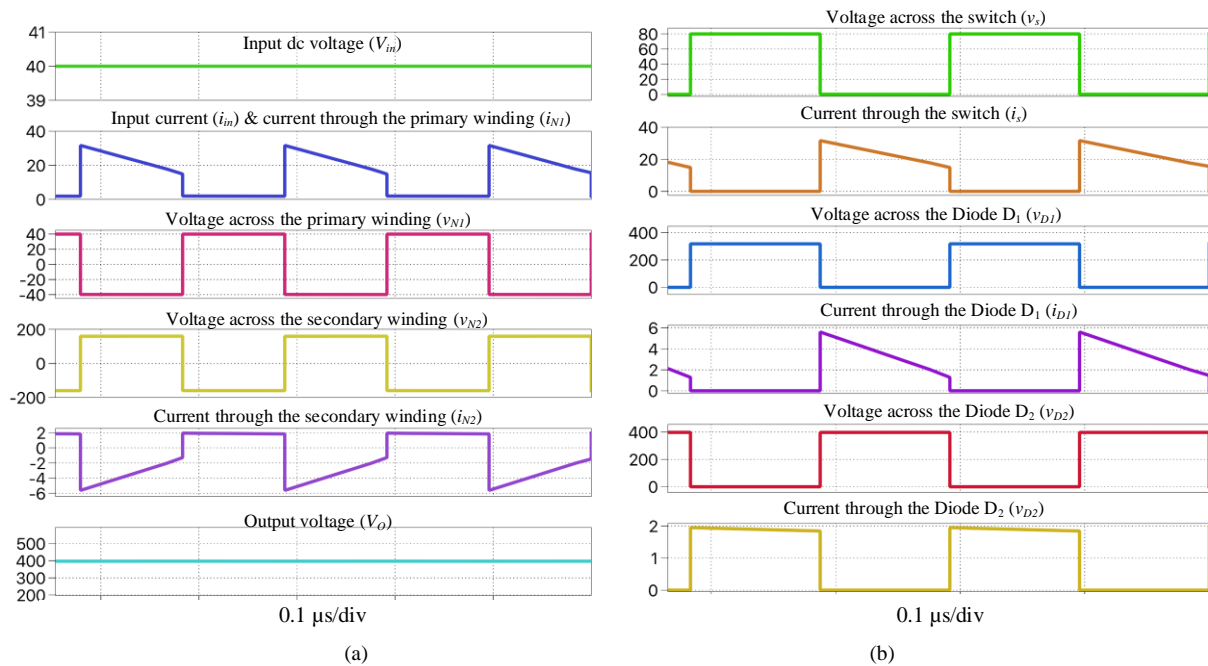 Input dc voltage (Vin)
41
40
39
Input current (iin) & current through the primary winding (iN1)
40
20
0
Voltage across the primary winding (vN1)
40
20
0
-20
-40
Voltage across the secondary winding (vN2)
200
0
-200
Current through the secondary winding (iN2)
2
0
-2
-4
-6
Output voltage (VO)
500
400
300
200
0.1 μs/div
(a)
Voltage across the switch (vs)
80
60
40
20
0
Current through the switch (is)
40
20
0
Voltage across the Diode D1 (vD1)
400
200
0
Current through the Diode D1 (iD1)
6
4
2
0
Voltage across the Diode D2 (vD2)
400
200
0
Current through the Diode D2 (vD2)
2
1
0
0.1 μs/div
(b)